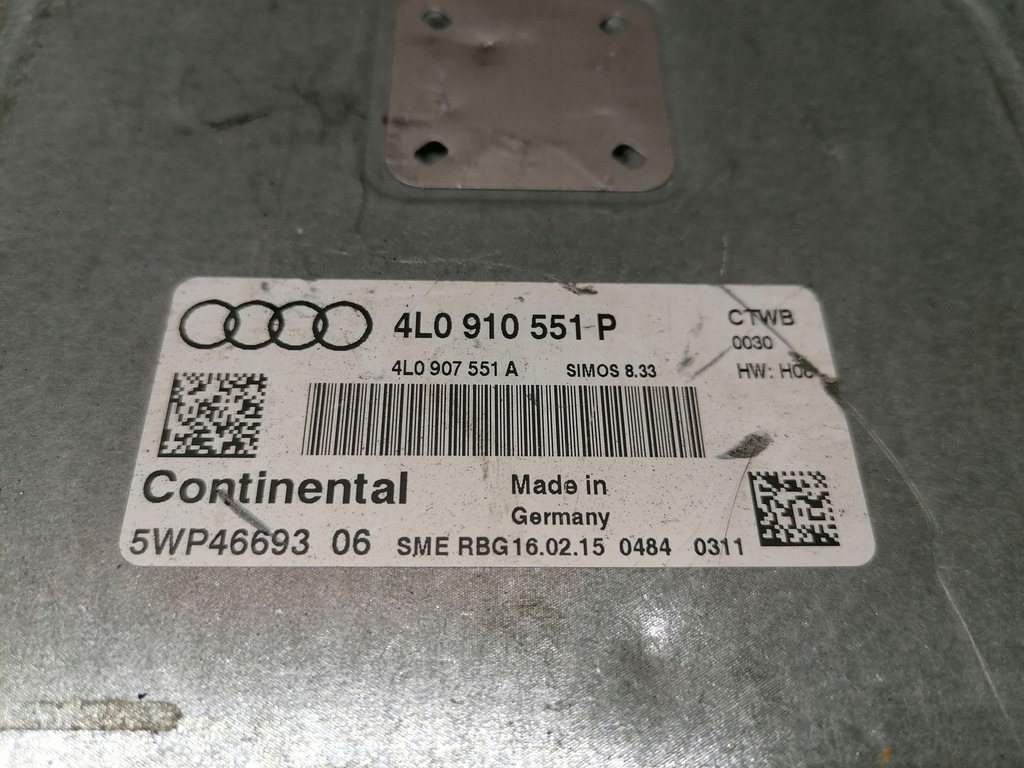 4L0 910 551 P
CTWB
0030
4L0 907 551 A SIMOS 8.33
HW: H08
Continental
Made in
Germany
5WP46693 06 SME RBG16.02.15 0484 0311